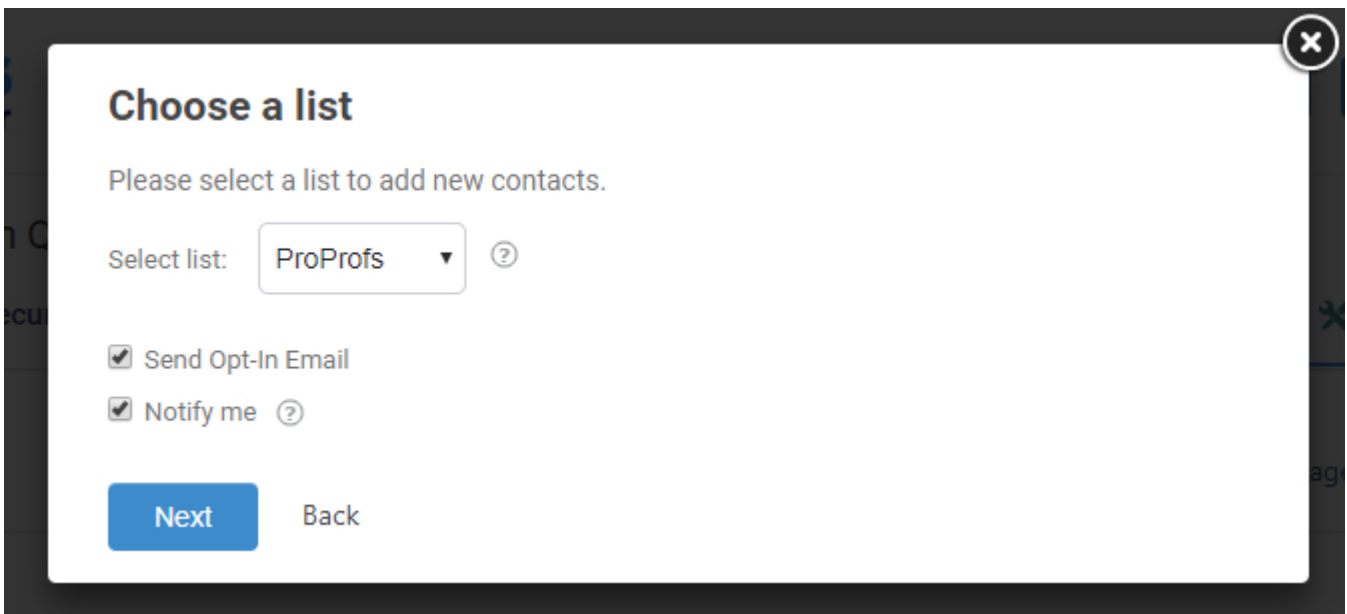 Choose a list
Please select a list to add new contacts.
Select list: ProProfs
Send Opt-In Email
Notify me
Next Back